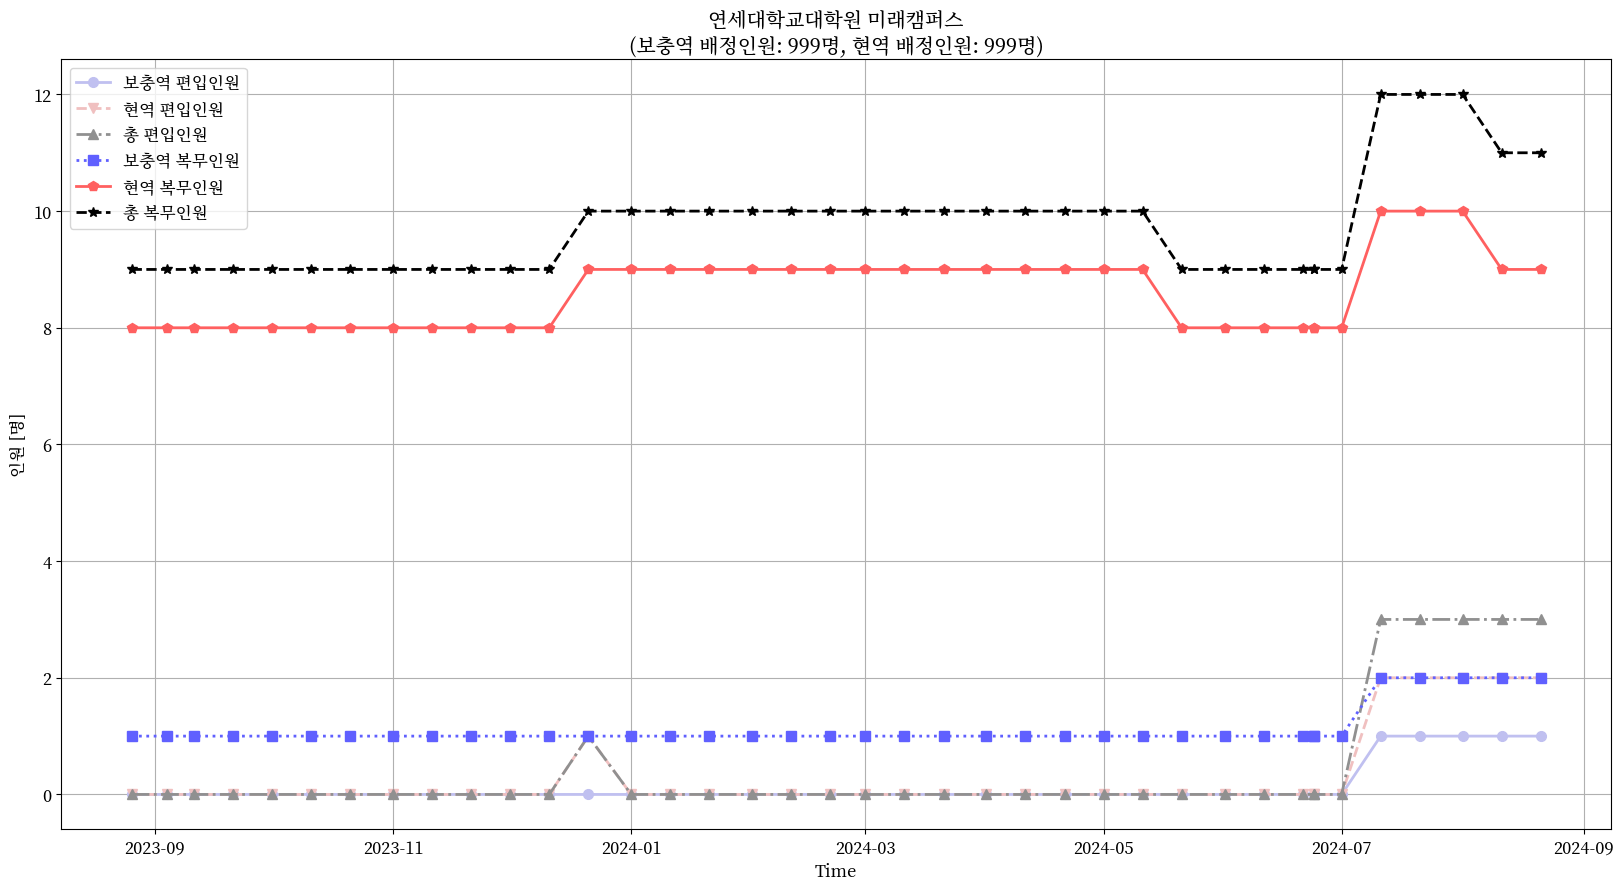 연세대학교대학원 미래캠퍼스
(보충역 배정인원: 999명, 현역 배정인원: 999명)
보충역 편입인원
현역 편입인원
총 편입인원
보충역 복무인원
현역 복무인원
총 복무인원
12
10
8
6
4
2
0
인원 [명]
2023-09
2023-11
2024-01
2024-03
2024-05
2024-07
2024-09
Time